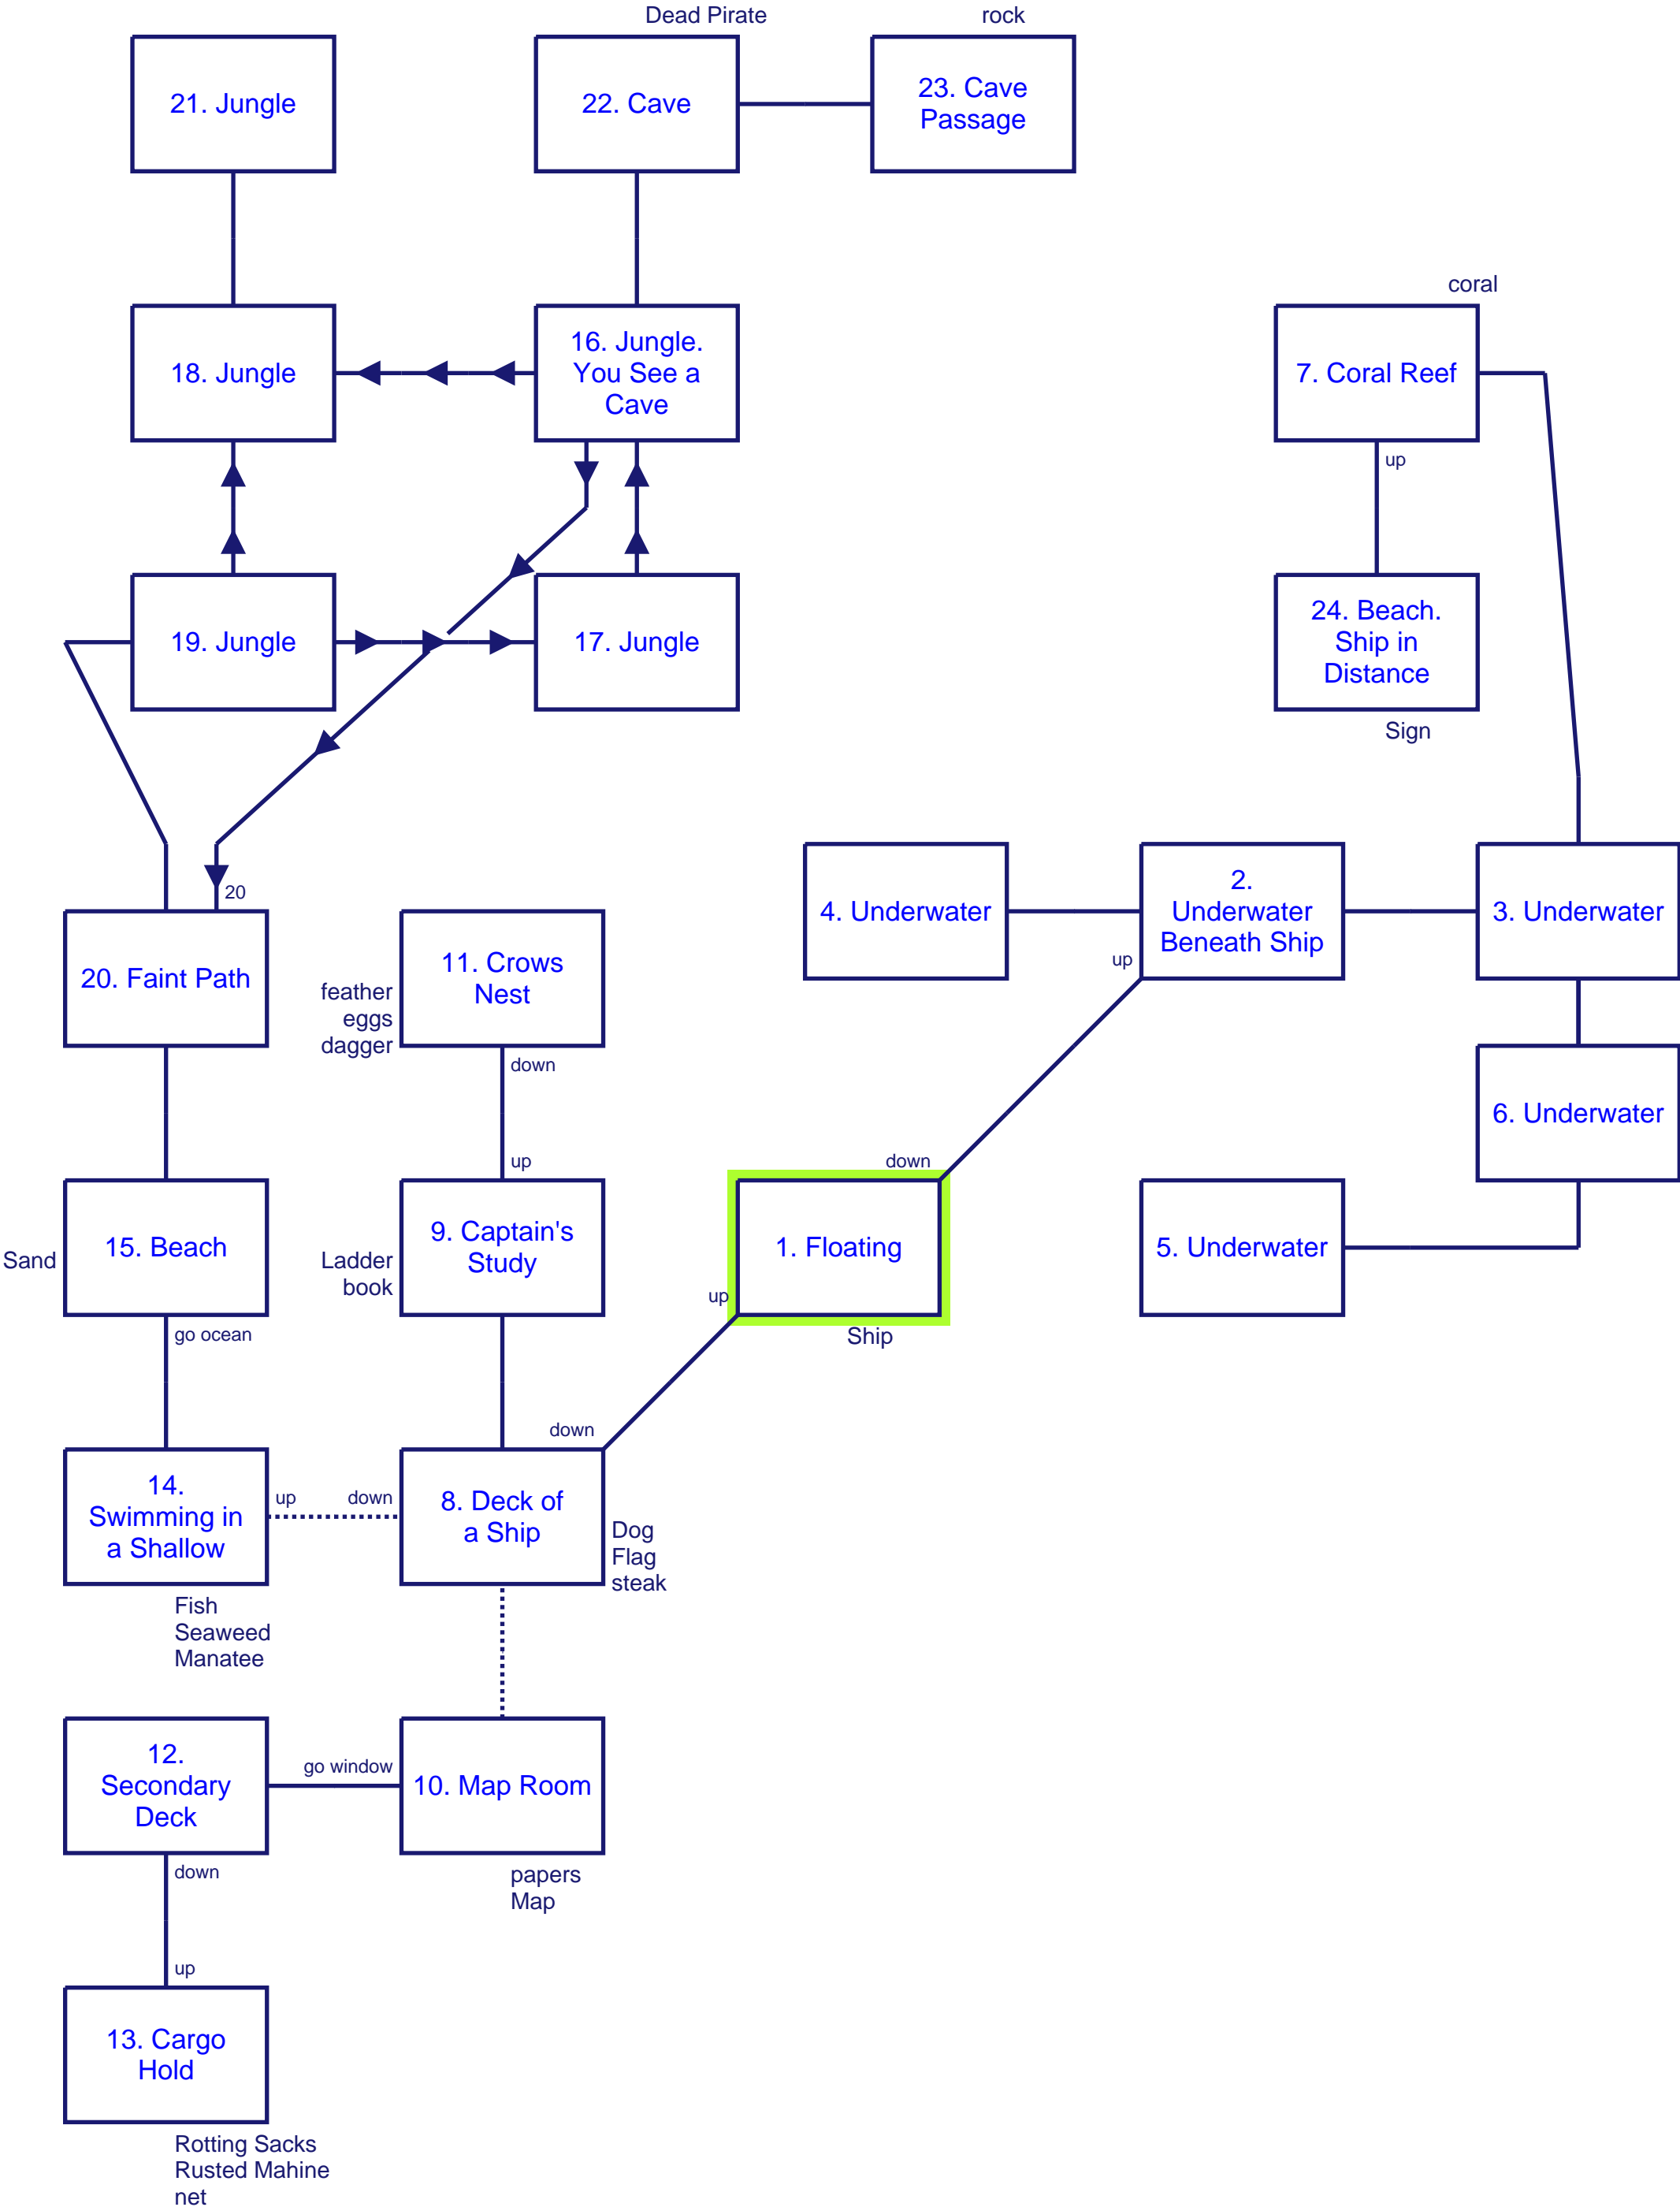 Dead Pirate
rock
21. Jungle
22. Cave
23. Cave
Passage
coral
18. Jungle
16. Jungle.
You See a
Cave
7. Coral Reef
up
19. Jungle
17. Jungle
24. Beach.
Ship in
Distance
Sign
20
4. Underwater
2.
Underwater
Beneath Ship
3. Underwater
up
20. Faint Path
feather
eggs
dagger
11. Crows
Nest
down
6. Underwater
up
down
Sand
15. Beach
Ladder
book
9. Captain's
Study
1. Floating
up
Ship
5. Underwater
go ocean
down
14.
Swimming in
a Shallow
up
down
8. Deck of
a Ship
Dog
Flag
steak
Fish
Seaweed
Manatee
12.
Secondary
Deck
go window
10. Map Room
down
papers
Map
up
13. Cargo
Hold
Rotting Sacks
Rusted Mahine
net